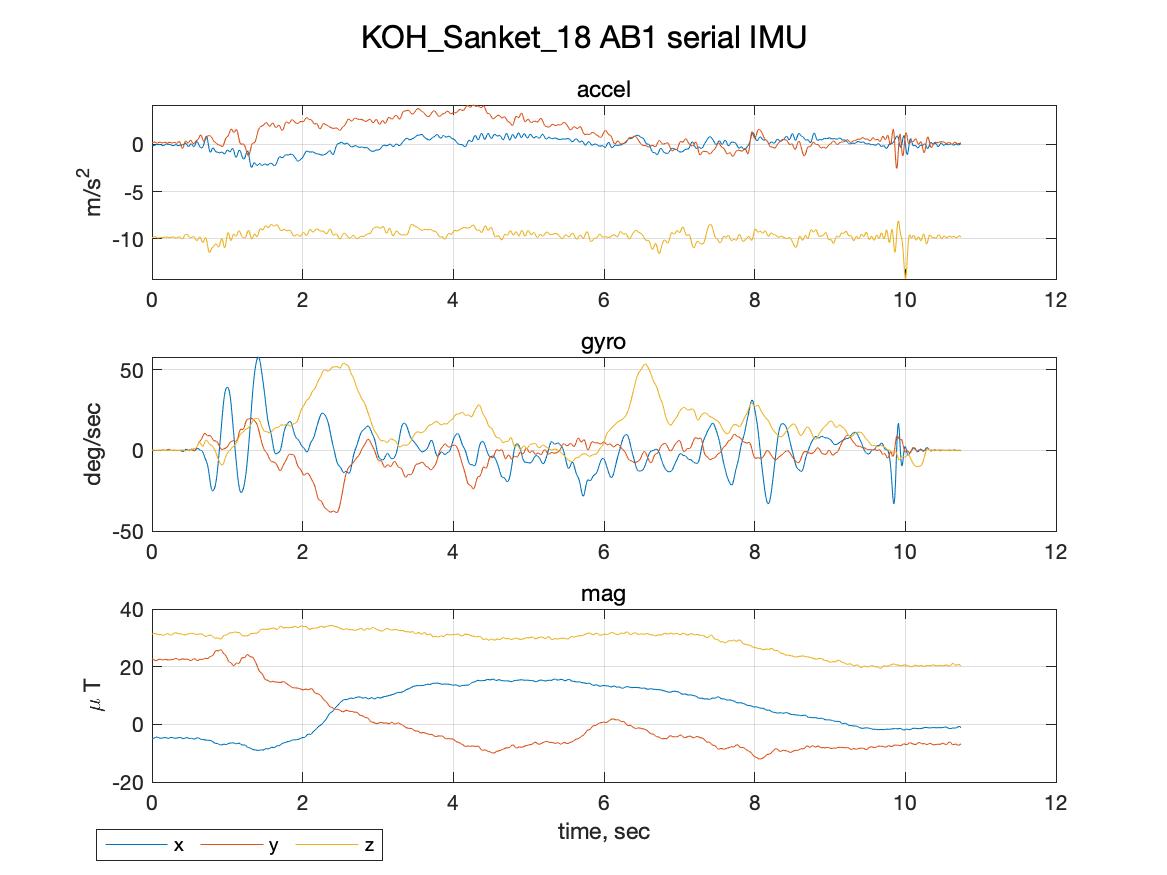 KOH_Sanket_18 AB1 serial IMU
accel
m/s2
0
-5
-10
0 2 4 6 8 10 12
gyro
deg/sec
50
0
-50
0 2 4 6 8 10 12
mag
μ T
40
20
0
-20
0 2 4 6 8 10 12
time, sec
x y z